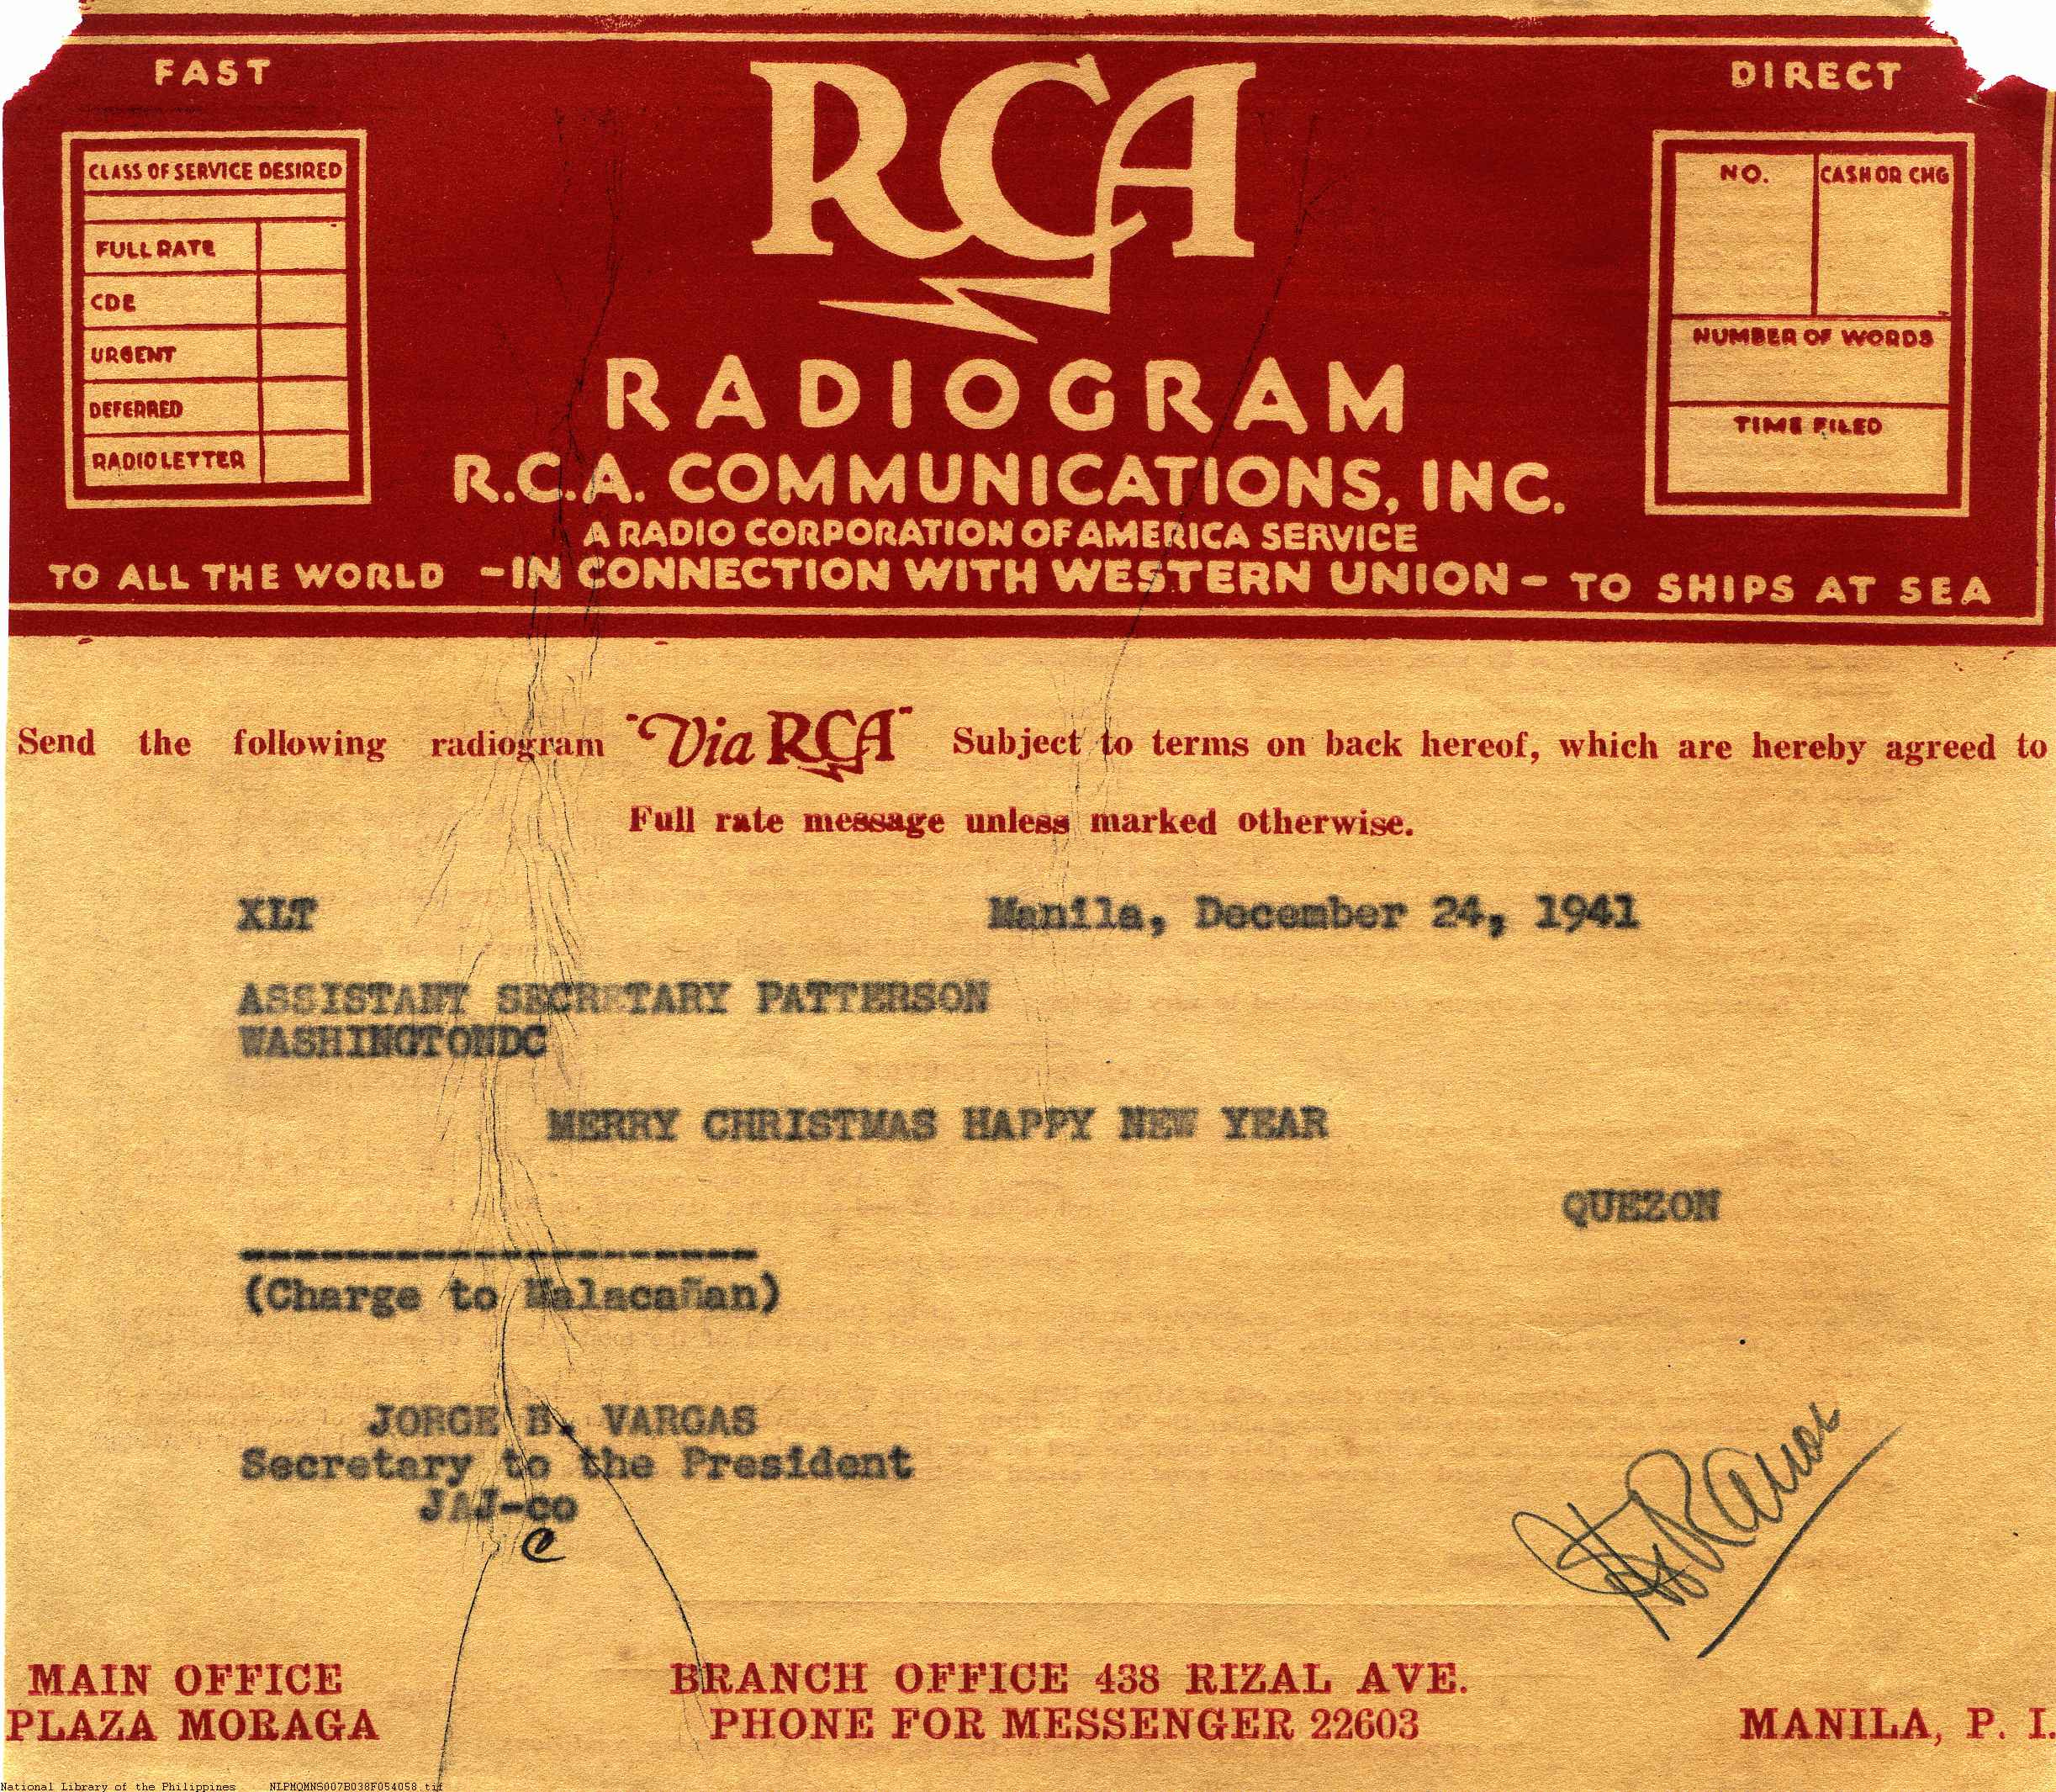 FAST
RCA
DIRECT
CLASS OF SERVICE DESIRED
FULL RATE
CDE
URGENT
DEFERRED
RADIOLETTER
NO.
CASH OR CHG
NUMBER OF WORDS
TIME FILED
RADIOGRAM
R.C.A. COMMUNICATIONS, INC.
A RADIO CORPORATION OF AMERICA SERVICE
TO ALL THE WORLD -IN CONNECTION WITH WESTERN UNION- TO SHIPS AT SEA
Send the following radiogram "Via RCA" Subject to terms on back hereof, which are hereby agreed to
Full rate message unless marked otherwise.
XLT Manila, December 24, 1941
ASSISTANT SECRETARY PATTERSON
WASHINGTONDC
MERRY CHRISTMAS HAPPY NEW YEAR
QUEZON
--------------------
(Charge to Malacañan)
JORGE B. VARGAS
Secretary to the President
JAJ-co
MAIN OFFICE
PLAZA MORAGA
BRANCH OFFICE 438 RIZAL AVE.
PHONE FOR MESSENGER 22603
MANILA, P. I.
National Library of the Philippines NLPMQMNS007B038F054058.tif